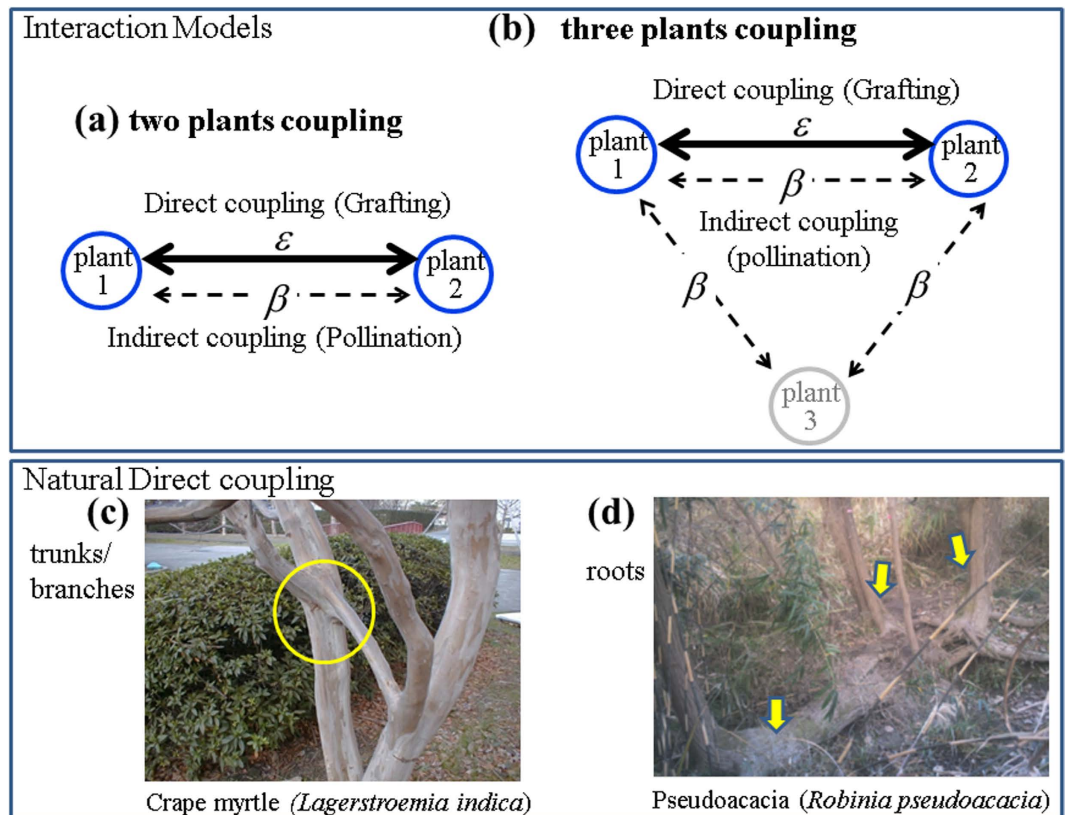 Interaction Models
(a) two plants coupling
Direct coupling (Grafting)
ε
plant
1
plant
2
β
Indirect coupling (Pollination)
(b) three plants coupling
Direct coupling (Grafting)
ε
plant
1
plant
2
β
Indirect coupling
(pollination)
β
β
plant
3
Natural Direct coupling
(c)
trunks/
branches
Crape myrtle (Lagerstroemia indica)
(d)
roots
Pseudoacacia (Robinia pseudoacacia)